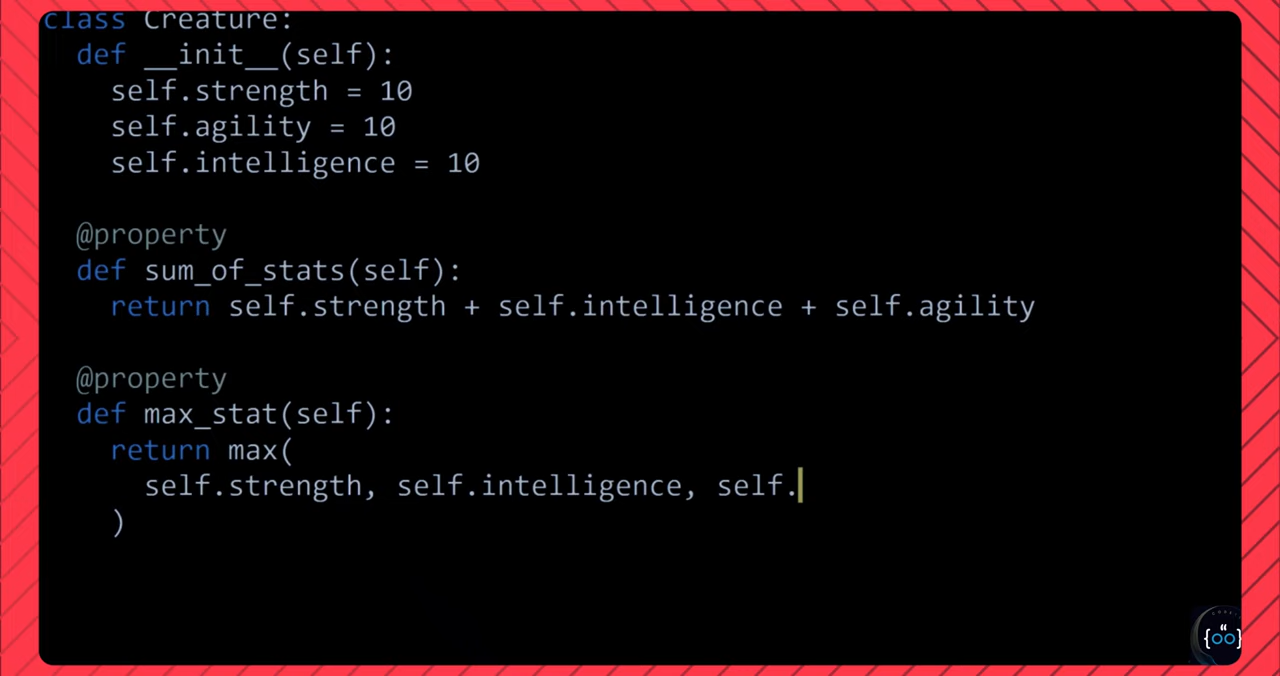 class Creature:
  def __init__(self):
    self.strength = 10
    self.agility = 10
    self.intelligence = 10
  @property
  def sum_of_stats(self):
    return self.strength + self.intelligence + self.agility
  @property
  def max_stat(self):
    return max(
      self.strength, self.intelligence, self.
    )